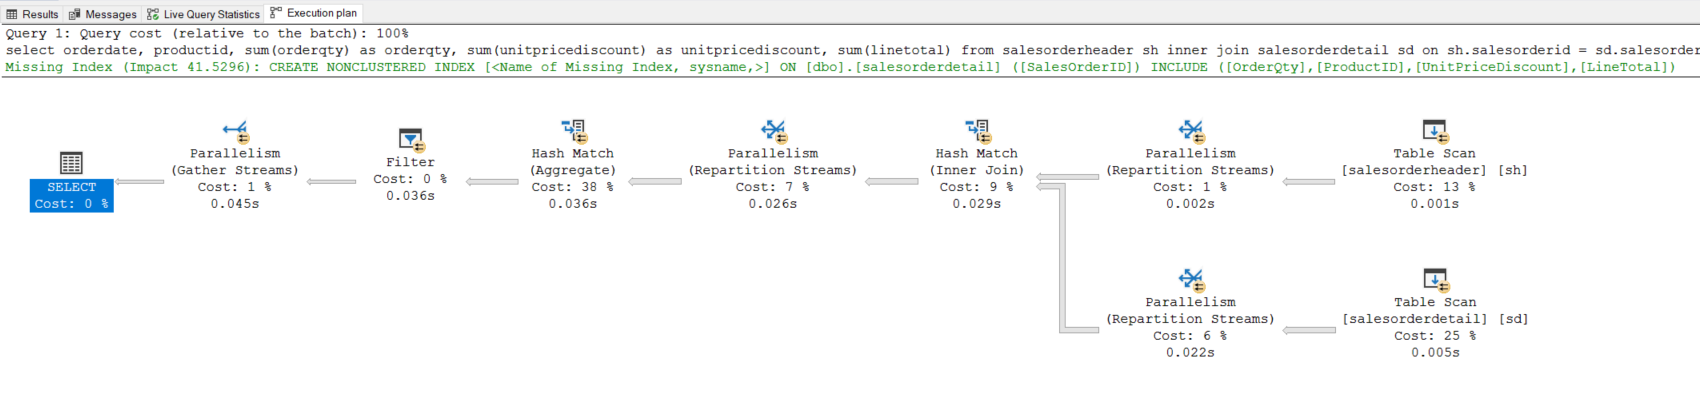 Results Messages Live Query Statistics Execution plan
Query 1: Query cost (relative to the batch): 100%
select orderdate, productid, sum(orderqty) as orderqty, sum(unitpricediscount) as unitpricediscount, sum(linetotal) from salesorderheader sh inner join salesorderdetail sd on sh.salesorderid = sd.salesorder
Missing Index (Impact 41.5296): CREATE NONCLUSTERED INDEX [<Name of Missing Index, sysname,>] ON [dbo].[salesorderdetail] ([SalesOrderID]) INCLUDE ([OrderQty],[ProductID],[UnitPriceDiscount],[LineTotal])
SELECT
Cost: 0 %
Parallelism
(Gather Streams)
Cost: 1 %
0.045s
Filter
Cost: 0 %
0.036s
Hash Match
(Aggregate)
Cost: 38 %
0.036s
Parallelism
(Repartition Streams)
Cost: 7 %
0.026s
Hash Match
(Inner Join)
Cost: 9 %
0.029s
Parallelism
(Repartition Streams)
Cost: 1 %
0.002s
Table Scan
[salesorderheader] [sh]
Cost: 13 %
0.001s
Parallelism
(Repartition Streams)
Cost: 6 %
0.022s
Table Scan
[salesorderdetail] [sd]
Cost: 25 %
0.005s